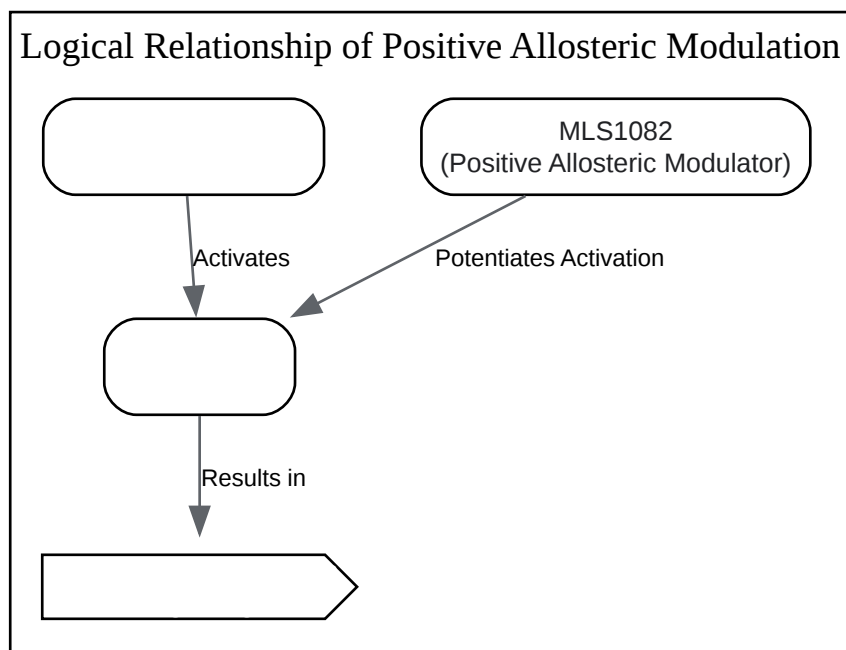 Logical Relationship of Positive Allosteric Modulation
MLS1082
(Positive Allosteric Modulator)
Activates
Potentiates Activation
Results in